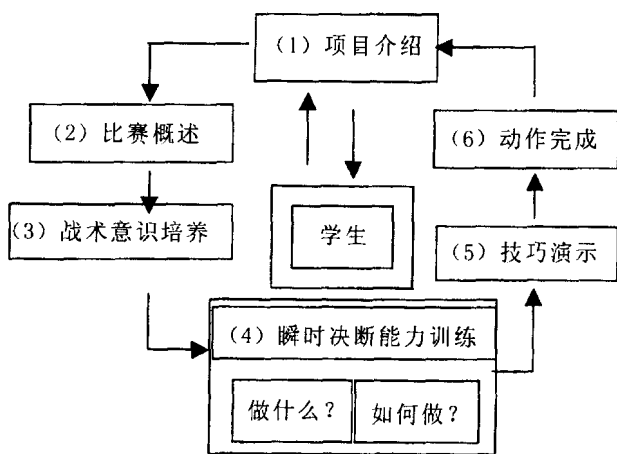 (1) 项目介绍
(2) 比赛概述
(6) 动作完成
(3) 战术意识培养
学生
(5) 技巧演示
(4) 瞬时决断能力训练
做什么?
如何做?